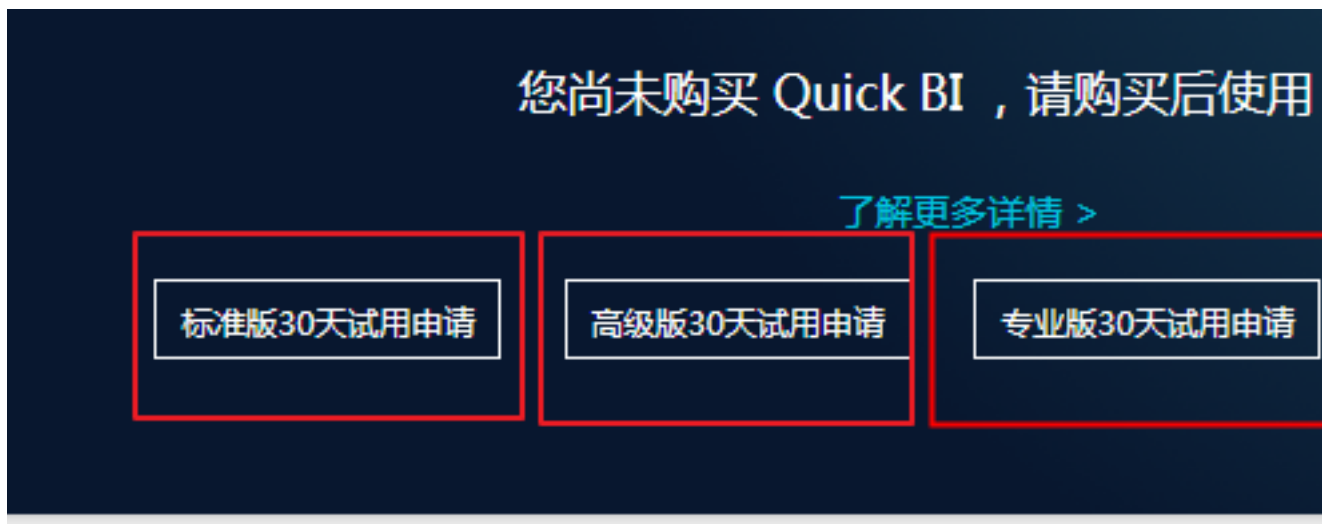 您尚未购买 Quick BI ，请购买后使用
了解更多详情 >
标准版30天试用申请
高级版30天试用申请
专业版30天试用申请